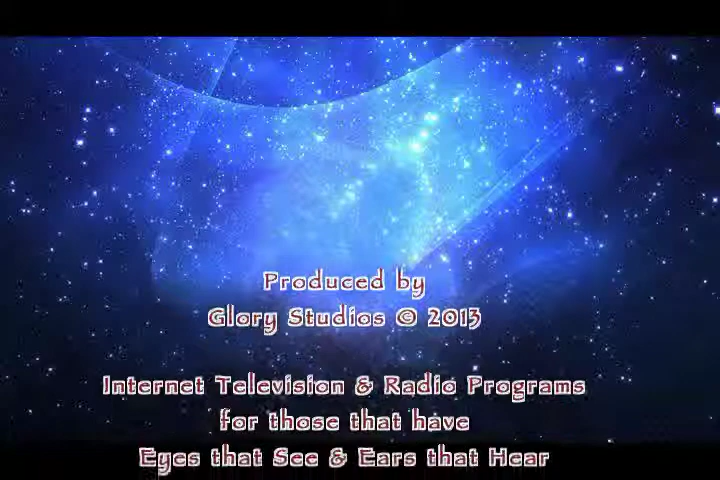 Produced by
Glory Studios © 2013
Internet Television & Radio Programs
for those that have
Eyes that See & Ears that Hear